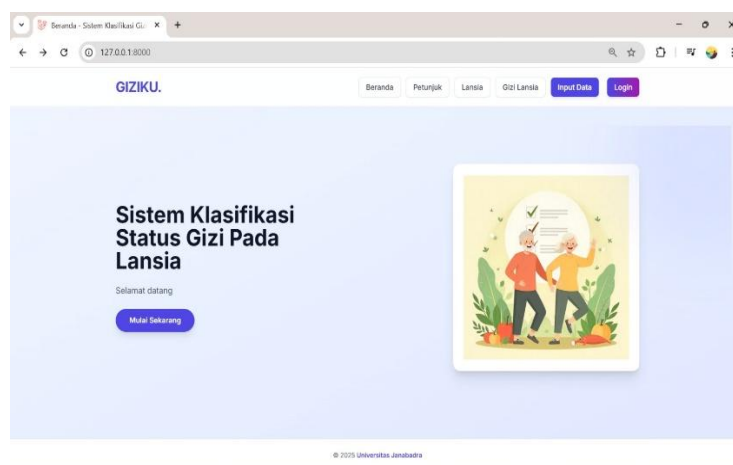 Beranda - Sistem Klasifikasi Giz
127.0.0.1:8000
GIZIKU.
Beranda Petunjuk Lansia Gizi Lansia Input Data Login
Sistem Klasifikasi
Status Gizi Pada
Lansia
Selamat datang
Mulai Sekarang
© 2025 Universitas Janabadra